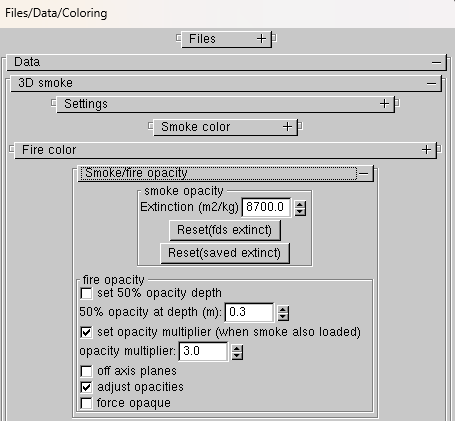 Files/Data/Coloring
Files +
Data −
3D smoke −
Settings +
Smoke color +
Fire color +
Smoke/fire opacity −
smoke opacity
Extinction (m2/kg) 8700.0
Reset(fds extinct)
Reset(saved extinct)
fire opacity
set 50% opacity depth
50% opacity at depth (m): 0.3
set opacity multiplier (when smoke also loaded)
opacity multiplier: 3.0
off axis planes
adjust opacities
force opaque